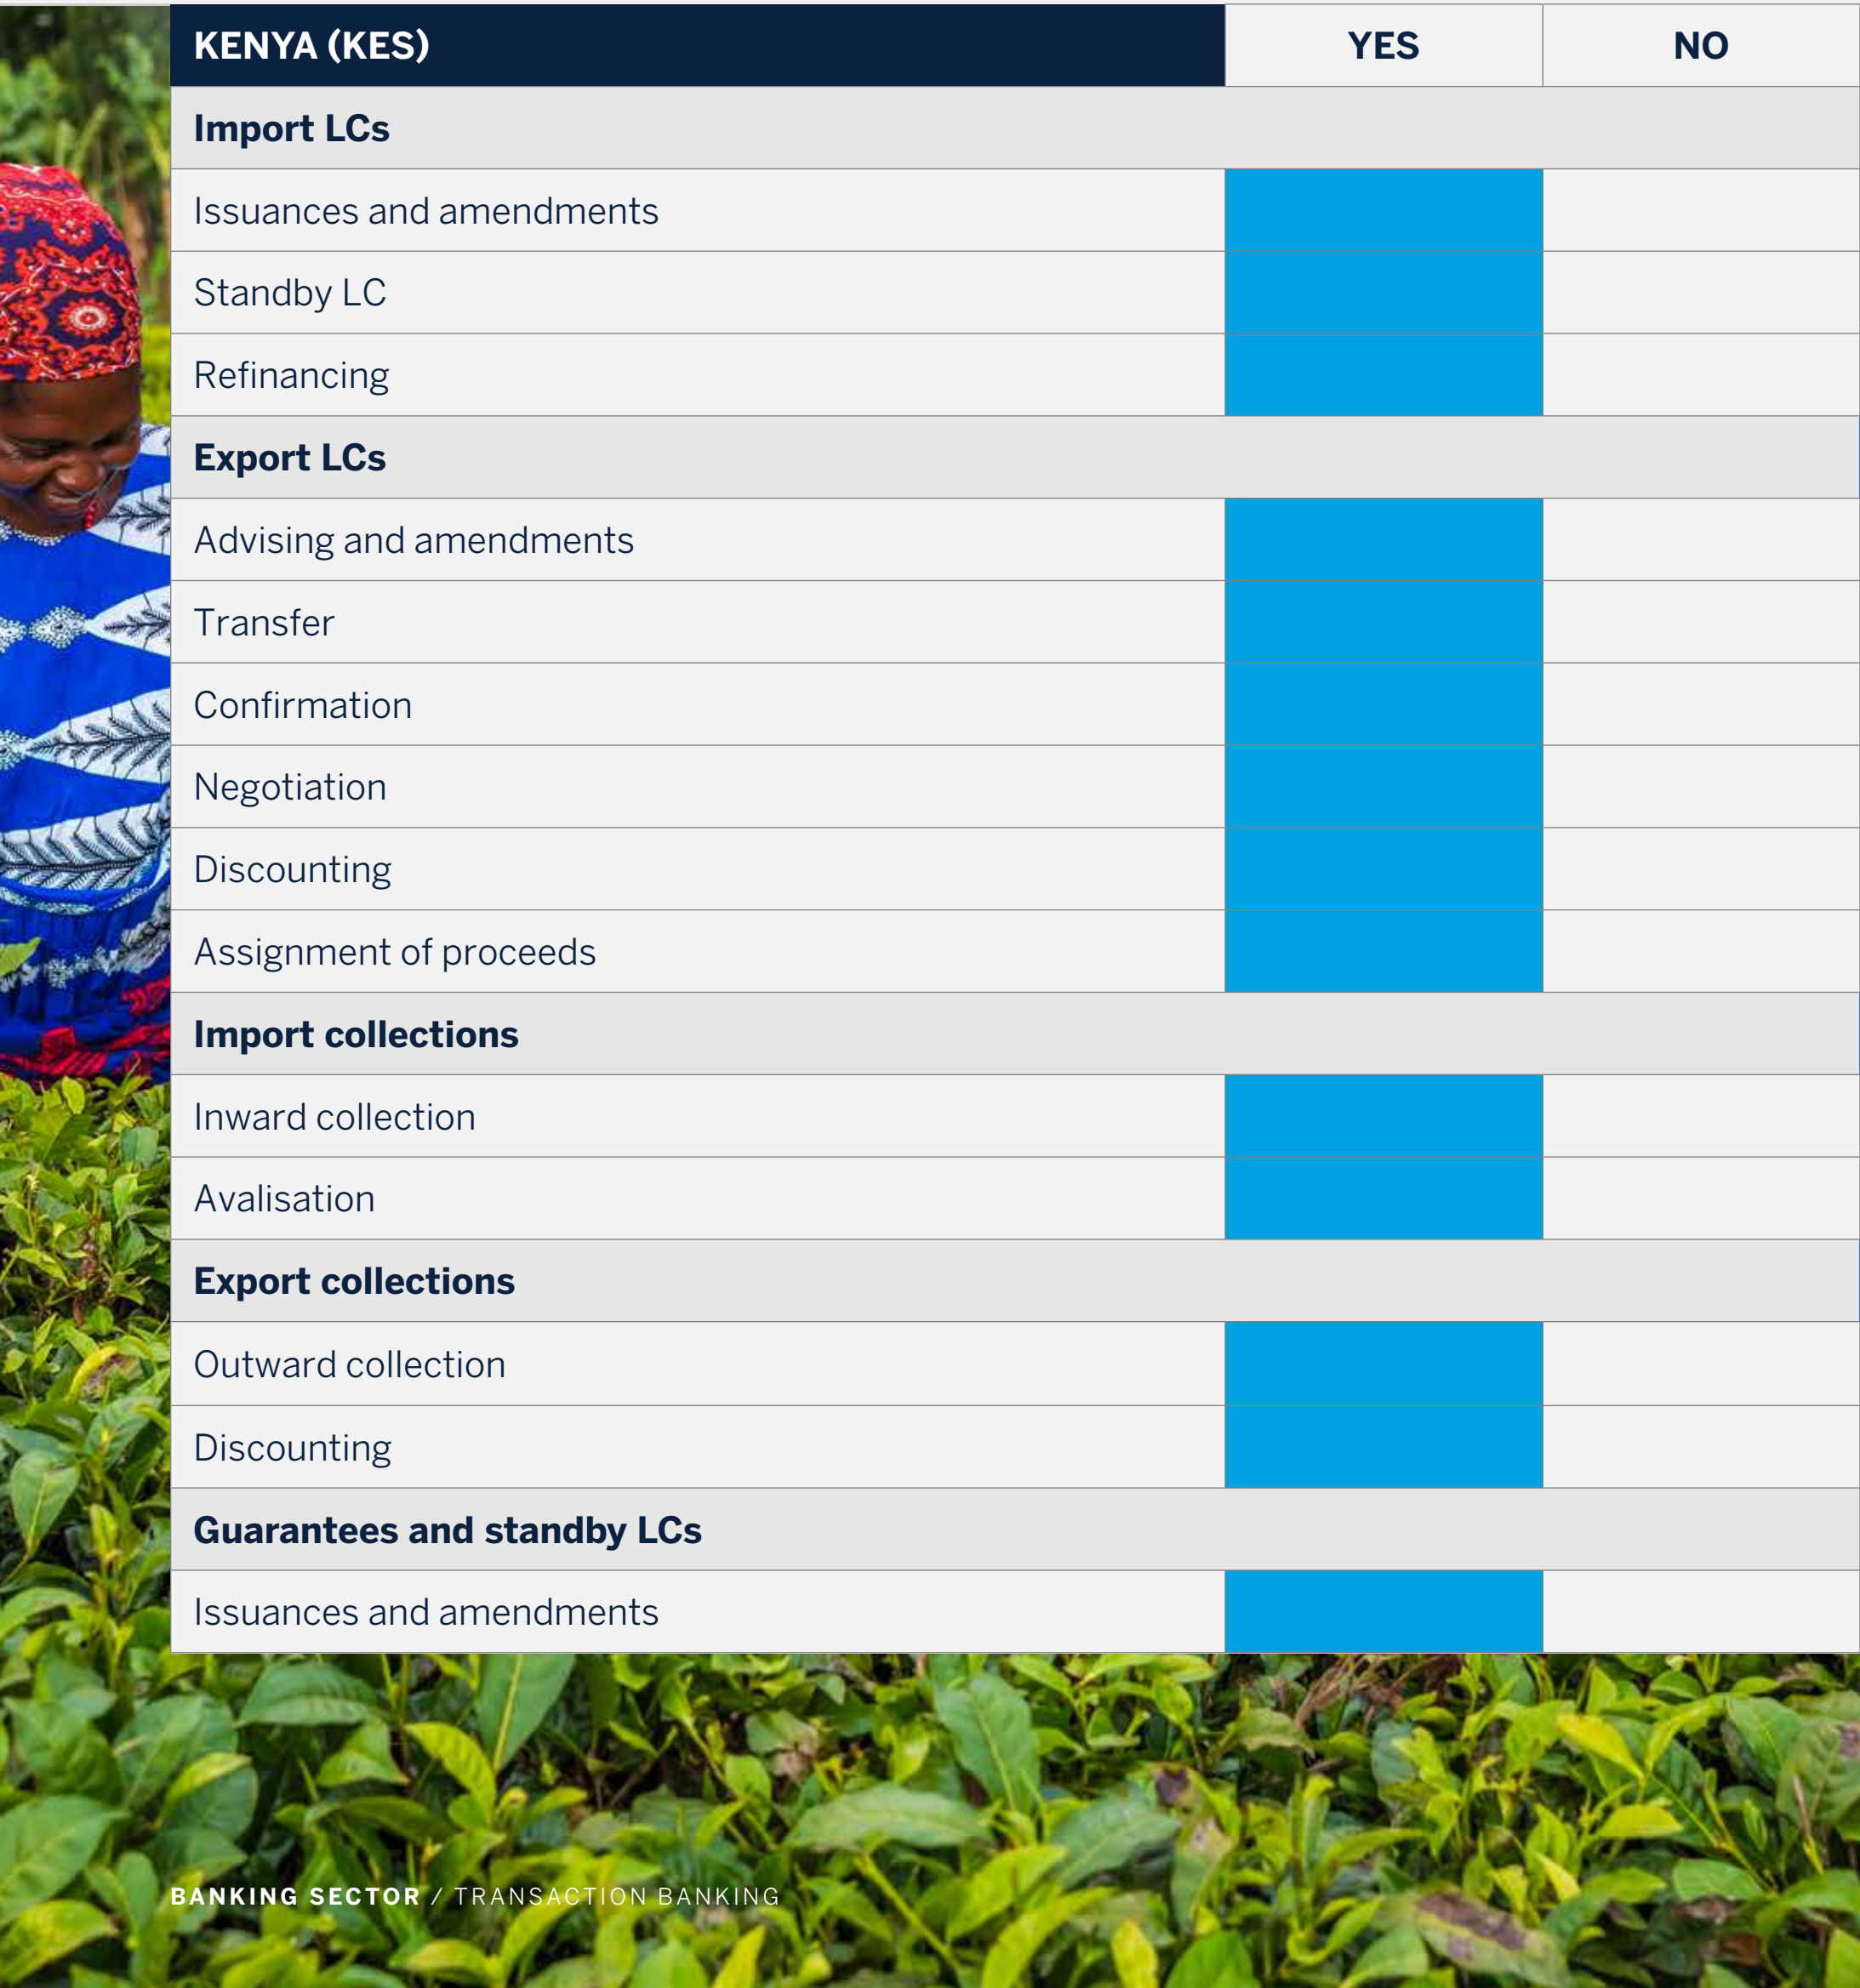 KENYA (KES) YES NO
Import LCs
Issuances and amendments
Standby LC
Refinancing
Export LCs
Advising and amendments
Transfer
Confirmation
Negotiation
Discounting
Assignment of proceeds
Import collections
Inward collection
Avalisation
Export collections
Outward collection
Discounting
Guarantees and standby LCs
Issuances and amendments
BANKING SECTOR / TRANSACTION BANKING